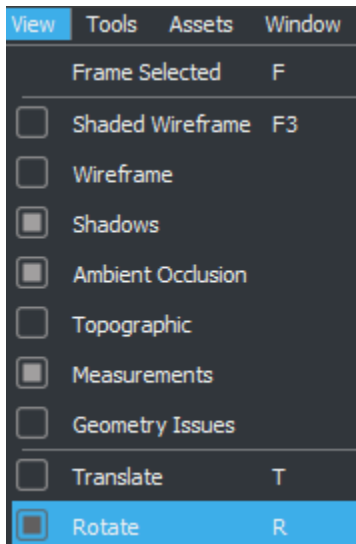 View Tools Assets Window
Frame Selected F
Shaded Wireframe F3
Wireframe
Shadows
Ambient Occlusion
Topographic
Measurements
Geometry Issues
Translate T
Rotate R